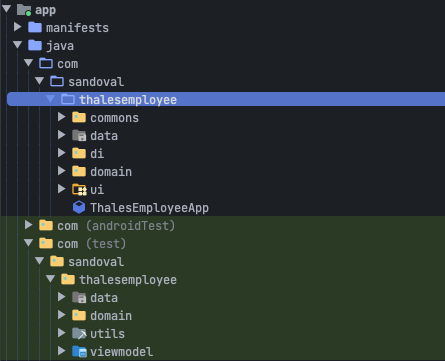 app
manifests
java
com
sandoval
thalesemployee
commons
data
di
domain
ui
ThalesEmployeeApp
com (androidTest)
com (test)
sandoval
thalesemployee
data
domain
utils
viewmodel